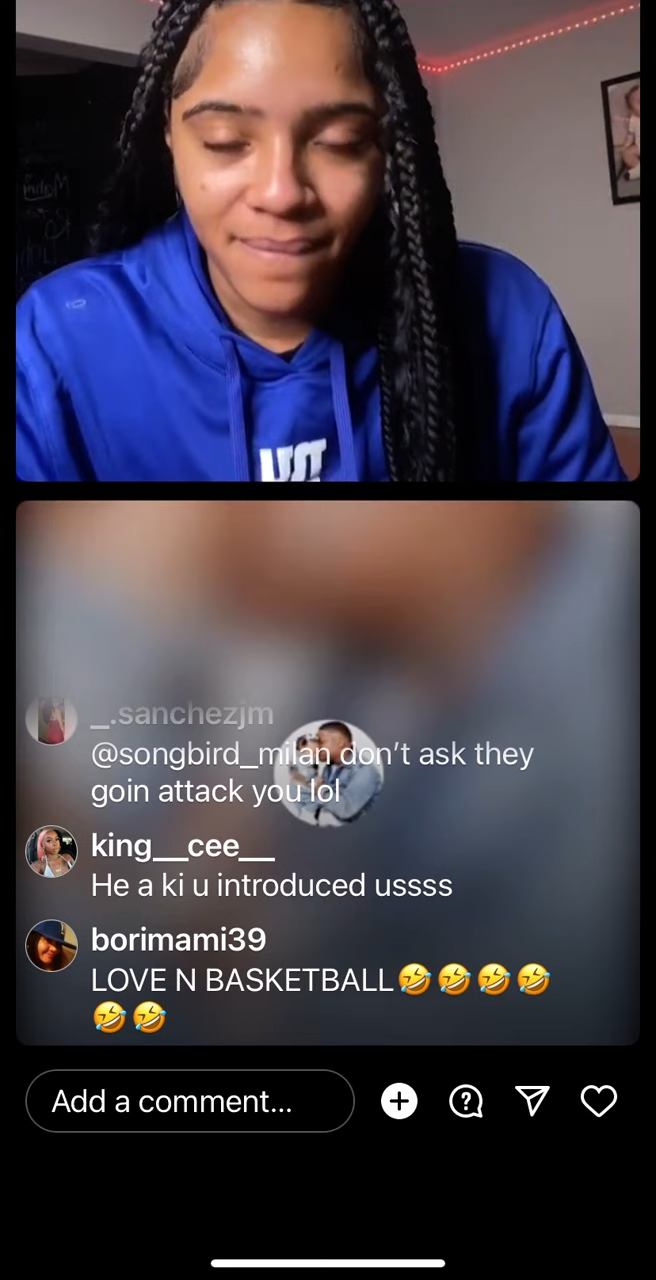 _.sanchezjm
@songbird_milan don’t ask they
goin attack you lol
king__cee__
He a ki u introduced ussss
borimami39
LOVE N BASKETBALL🤣🤣🤣🤣
🤣🤣
Add a comment...